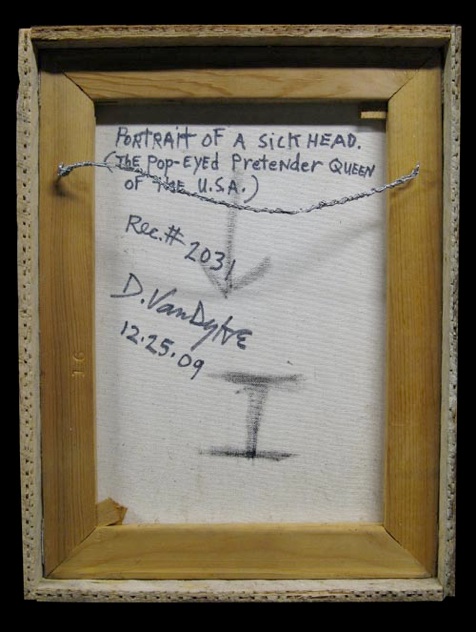 PORTRAIT OF A SICK HEAD.
(THE POP-EYED Pretender QUEEN
OF THE U.S.A.)
Rec.# 2031
D. VanDyke
12.25.09
I
16